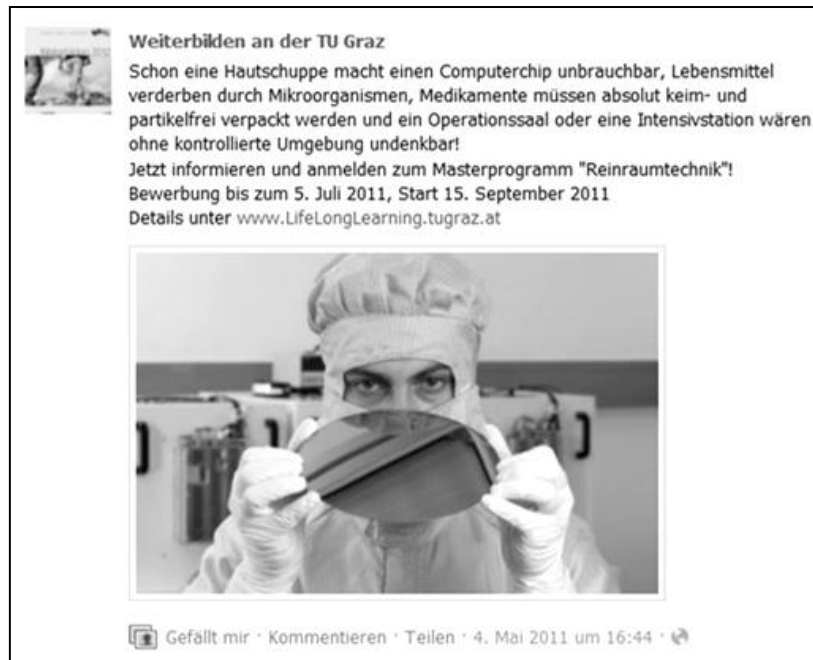 Weiterbilden an der TU Graz
Schon eine Hautschuppe macht einen Computerchip unbrauchbar, Lebensmittel
verderben durch Mikroorganismen, Medikamente müssen absolut keim- und
partikelfrei verpackt werden und ein Operationssaal oder eine Intensivstation wären
ohne kontrollierte Umgebung undenkbar!
Jetzt informieren und anmelden zum Masterprogramm "Reinraumtechnik"!
Bewerbung bis zum 5. Juli 2011, Start 15. September 2011
Details unter www.LifeLongLearning.tugraz.at
Gefällt mir · Kommentieren · Teilen · 4. Mai 2011 um 16:44 ·